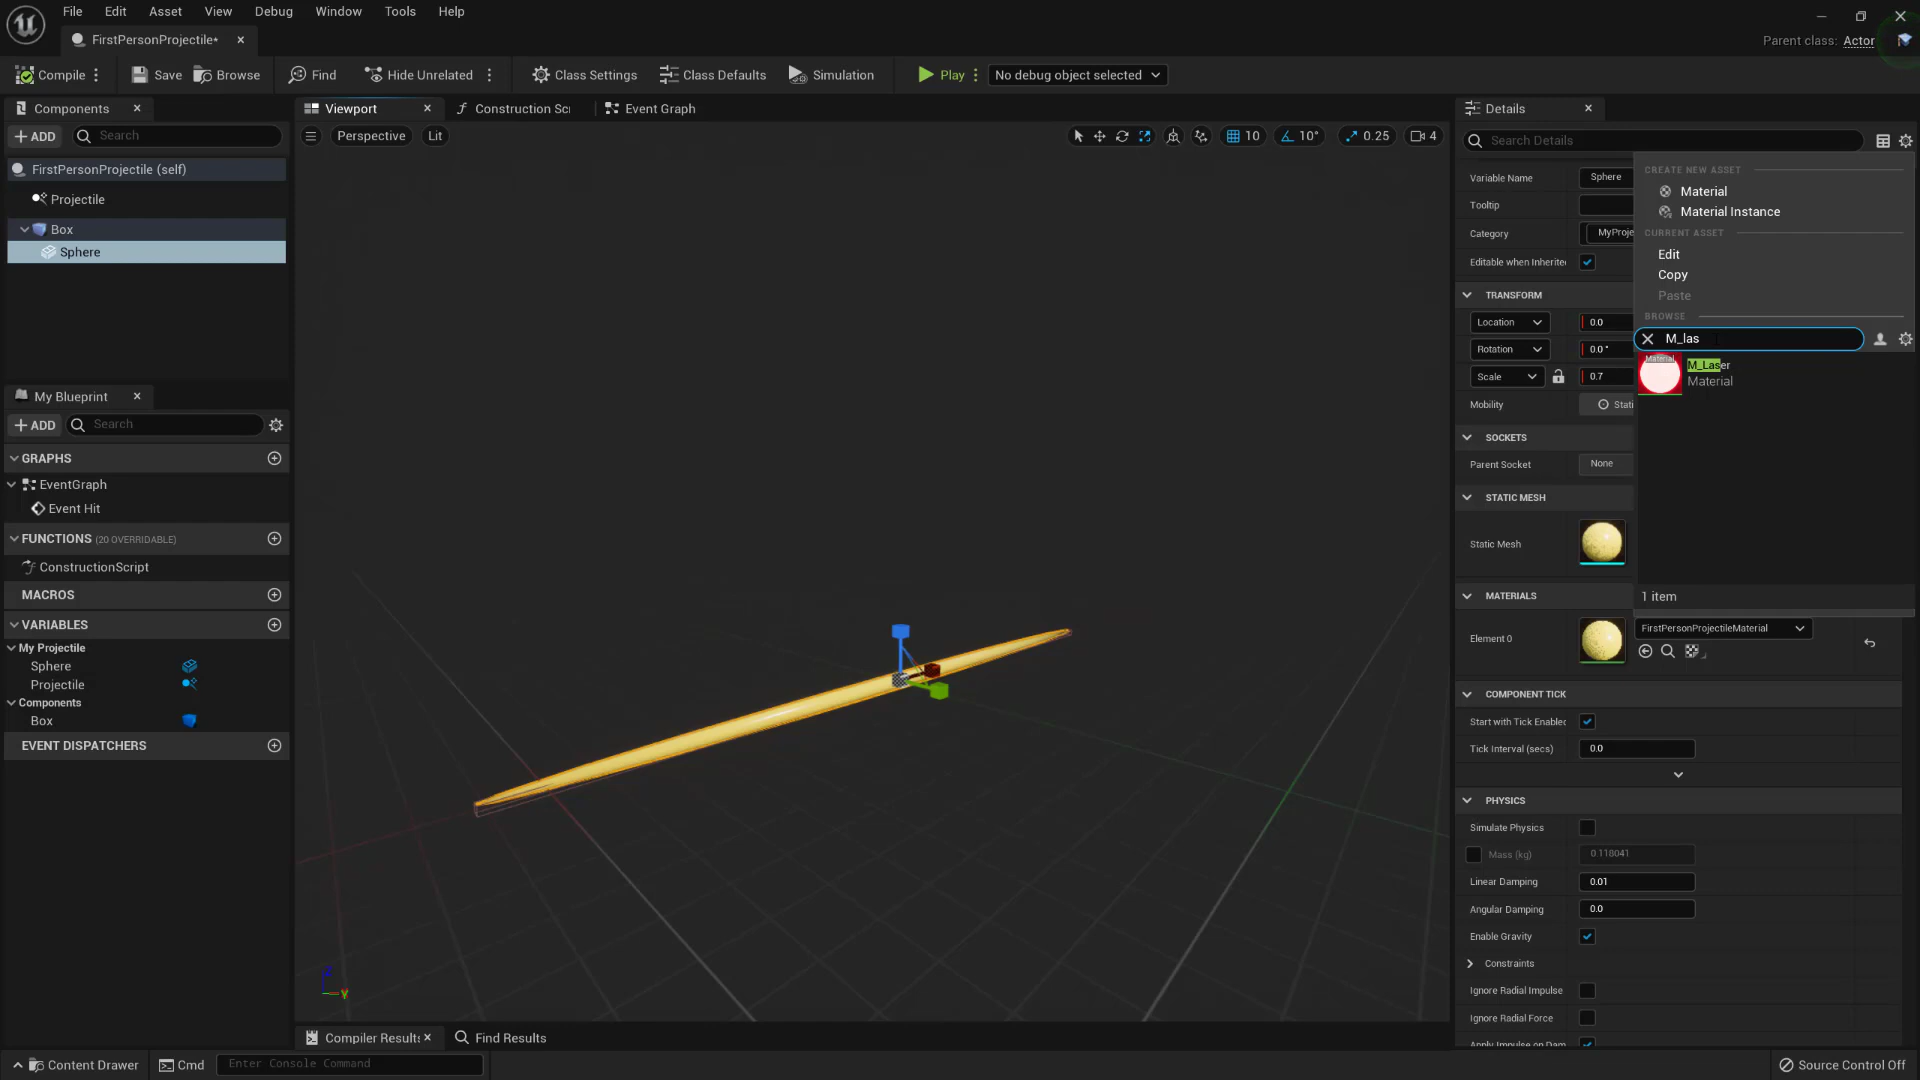 File Edit Asset View Debug Window Tools Help
FirstPersonProjectile*
Parent class: Actor
Compile Save Browse Find Hide Unrelated Class Settings Class Defaults Simulation Play No debug object selected
Components
ADD Search
FirstPersonProjectile (self)
Projectile
Box
Sphere
My Blueprint
ADD Search
GRAPHS
EventGraph
Event Hit
FUNCTIONS (20 OVERRIDABLE)
ConstructionScript
MACROS
VARIABLES
My Projectile
Sphere
Projectile
Components
Box
EVENT DISPATCHERS
Viewport Construction Sc Event Graph
Perspective Lit 10 10° 0.25 4
Compiler Results Find Results
Details
Search Details
Variable Name Sphere
Tooltip
Category MyProje
Editable when Inherite
TRANSFORM
Location 0.0
Rotation 0.0 °
Scale 0.7
Mobility Stati
SOCKETS
Parent Socket None
STATIC MESH
Static Mesh
MATERIALS
Element 0 FirstPersonProjectileMaterial
COMPONENT TICK
Start with Tick Enablec
Tick Interval (secs) 0.0
PHYSICS
Simulate Physics
Mass (kg) 0.118041
Linear Damping 0.01
Angular Damping 0.0
Enable Gravity
Constraints
Ignore Radial Impulse
Ignore Radial Force
Apply Impulse on Dam
CREATE NEW ASSET
Material
Material Instance
CURRENT ASSET
Edit
Copy
Paste
BROWSE
M_las
Material
M_Laser
Material
1 item
Content Drawer Cmd Enter Console Command Source Control Off